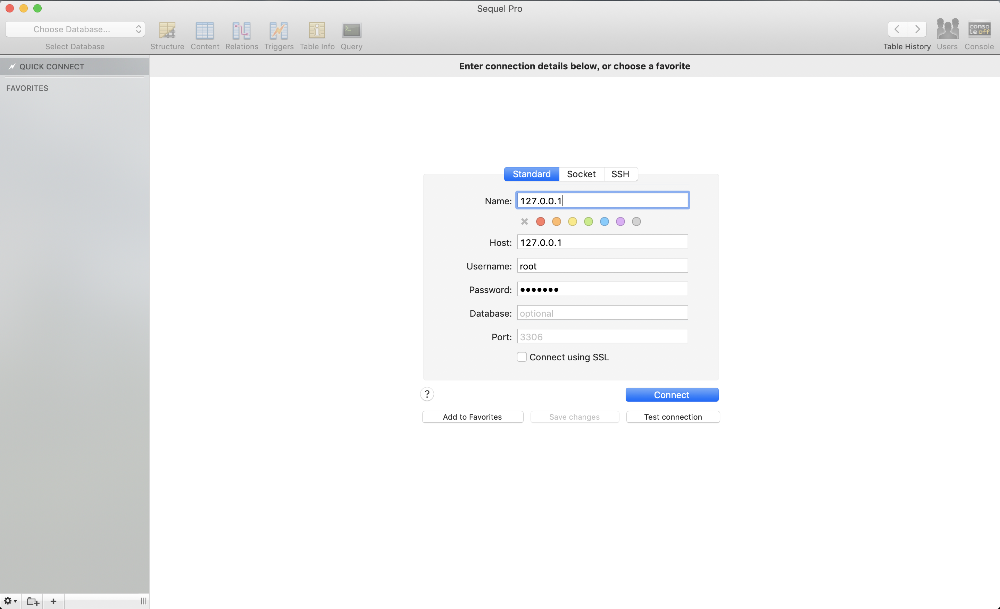 Sequel Pro
Choose Database...
Select Database
Structure
Content
Relations
Triggers
Table Info
Query
Table History
Users
conso
le off
Console
QUICK CONNECT
FAVORITES
Enter connection details below, or choose a favorite
Standard
Socket
SSH
Name: 127.0.0.1
Host: 127.0.0.1
Username: root
Password: •••••••
Database: optional
Port: 3306
Connect using SSL
?
Connect
Add to Favorites
Save changes
Test connection